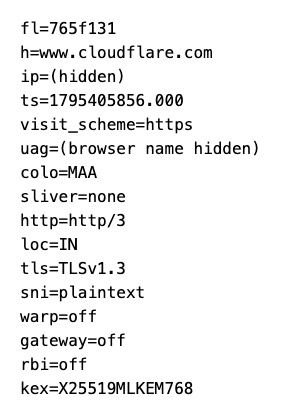 fl=765f131
h=www.cloudflare.com
ip=(hidden)
ts=1795405856.000
visit_scheme=https
uag=(browser name hidden)
colo=MAA
sliver=none
http=http/3
loc=IN
tls=TLSv1.3
sni=plaintext
warp=off
gateway=off
rbi=off
kex=X25519MLKEM768